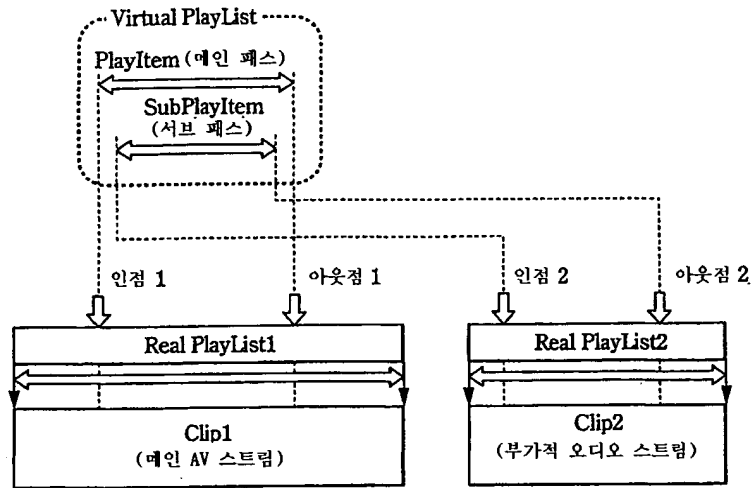 Virtual PlayList
PlayItem (메인 패스)
SubPlayItem
(서브 패스)
인점 1
아웃점 1
인점 2
아웃점 2
Real PlayList1
Real PlayList2
Clip1
(메인 AV 스트림)
Clip2
(부가적 오디오 스트림)